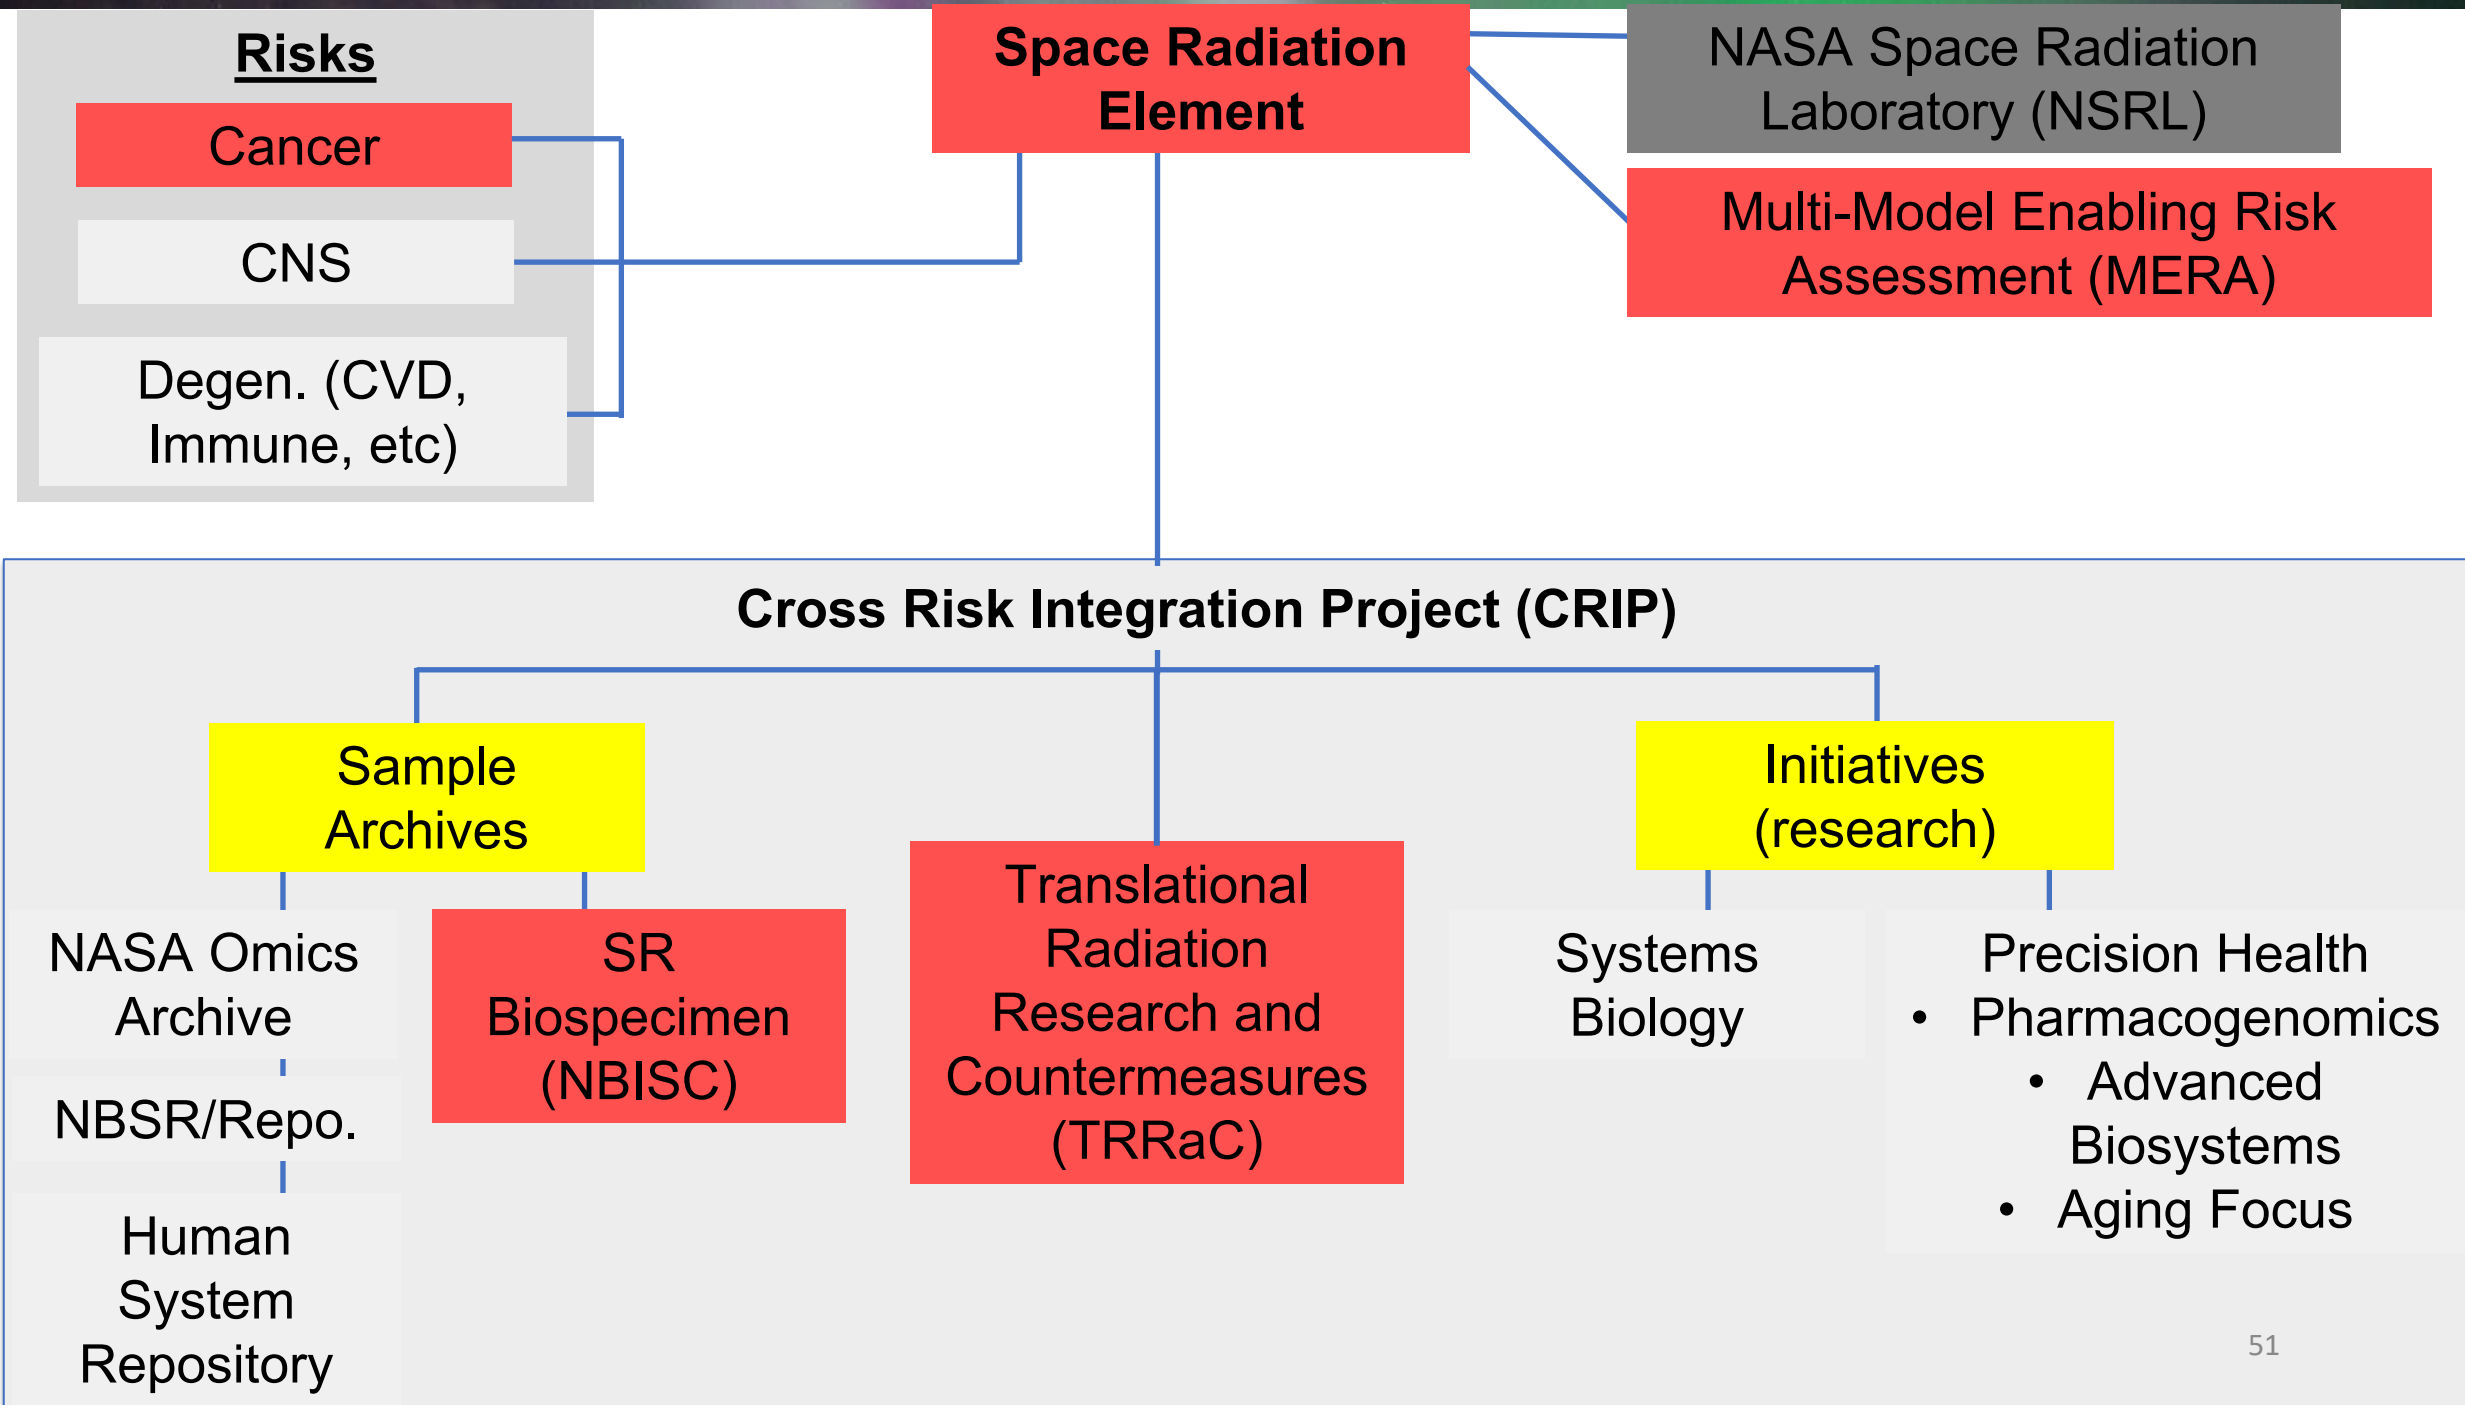 Risks
Cancer
CNS
Degen. (CVD,
Immune, etc)
Space Radiation
Element
NASA Space Radiation
Laboratory (NSRL)
Multi-Model Enabling Risk
Assessment (MERA)
Cross Risk Integration Project (CRIP)
Sample
Archives
NASA Omics
Archive
NBSR/Repo.
Human
System
Repository
SR
Biospecimen
(NBISC)
Translational
Radiation
Research and
Countermeasures
(TRRaC)
Initiatives
(research)
Systems
Biology
Precision Health
• Pharmacogenomics
• Advanced
Biosystems
• Aging Focus
51